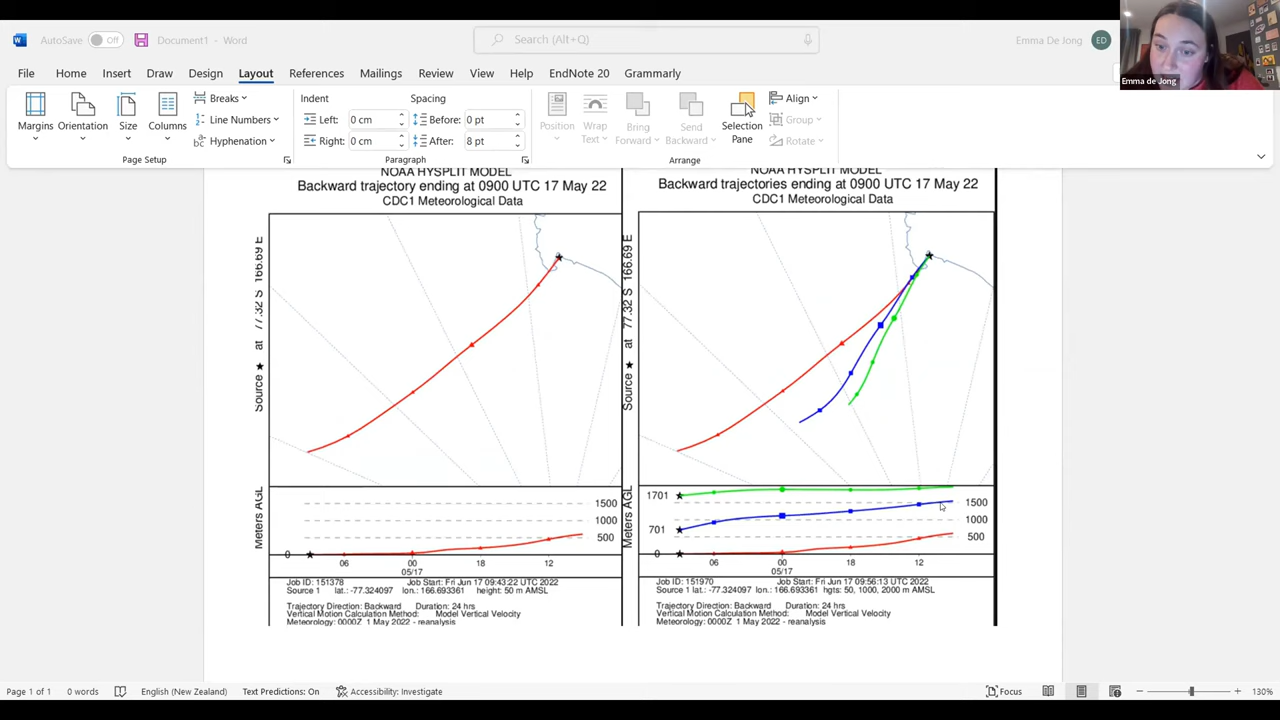 AutoSave Off Document1 - Word Search (Alt+Q) Emma De Jong ED
Emma de Jong
File Home Insert Draw Design Layout References Mailings Review View Help EndNote 20 Grammarly
Margins Orientation Size Columns
Breaks
Line Numbers
Hyphenation
Page Setup
Indent Spacing
Left: 0 cm Before: 0 pt
Right: 0 cm After: 8 pt
Paragraph
Position Wrap Text Bring Forward Send Backward Selection Pane
Align
Group
Rotate
Arrange
NOAA HYSPLIT MODEL
Backward trajectory ending at 0900 UTC 17 May 22
CDC1 Meteorological Data
Source ★ at 77.32 S 166.69 E
Meters AGL
1500
1000
500
0
06 00 18 12
05/17
Job ID: 151378 Job Start: Fri Jun 17 09:43:22 UTC 2022
Source 1 lat.: -77.324097 lon.: 166.693361 height: 50 m AMSL
Trajectory Direction: Backward Duration: 24 hrs
Vertical Motion Calculation Method: Model Vertical Velocity
Meteorology: 0000Z 1 May 2022 - reanalysis
NOAA HYSPLIT MODEL
Backward trajectories ending at 0900 UTC 17 May 22
CDC1 Meteorological Data
Source ★ at 77.32 S 166.69 E
Meters AGL
1701
1500
1000
701
500
0
06 00 18 12
05/17
Job ID: 151970 Job Start: Fri Jun 17 09:56:13 UTC 2022
Source 1 lat.: -77.324097 lon.: 166.693361 hgts: 50, 1000, 2000 m AMSL
Trajectory Direction: Backward Duration: 24 hrs
Vertical Motion Calculation Method: Model Vertical Velocity
Meteorology: 0000Z 1 May 2022 - reanalysis
Page 1 of 1 0 words English (New Zealand) Text Predictions: On Accessibility: Investigate Focus 130%